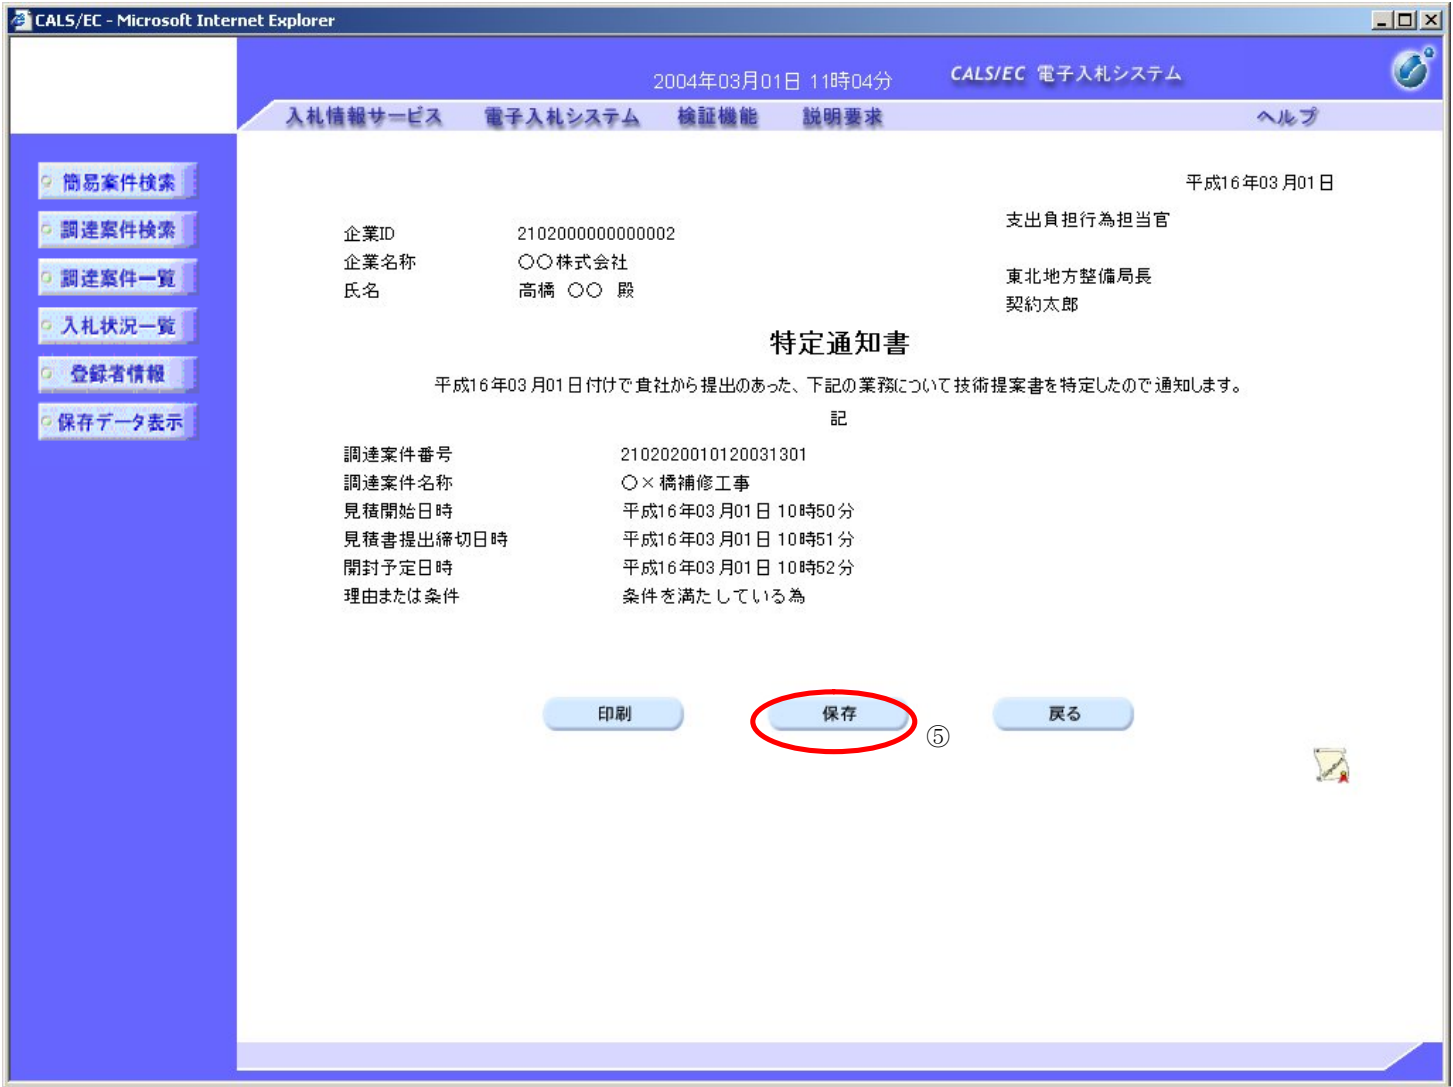 CALS/EC - Microsoft Internet Explorer
2004年03月01日 11時04分
CALS/EC 電子入札システム
入札情報サービス 電子入札システム 検証機能 説明要求 ヘルプ
簡易案件検索
調達案件検索
調達案件一覧
入札状況一覧
登録者情報
保存データ表示
平成16年03月01日
支出負担行為担当官
企業ID 2102000000000002
企業名称 〇〇株式会社
東北地方整備局長
氏名 高橋 〇〇 殿
契約太郎
特定通知書
平成16年03月01日付けで貴社から提出のあった、下記の業務について技術提案書を特定したので通知します。
記
調達案件番号 2102020010120031301
調達案件名称 〇×橋補修工事
見積開始日時 平成16年03月01日 10時50分
見積書提出締切日時 平成16年03月01日 10時51分
開封予定日時 平成16年03月01日 10時52分
理由または条件 条件を満たしている為
印刷 保存 戻る
⑤